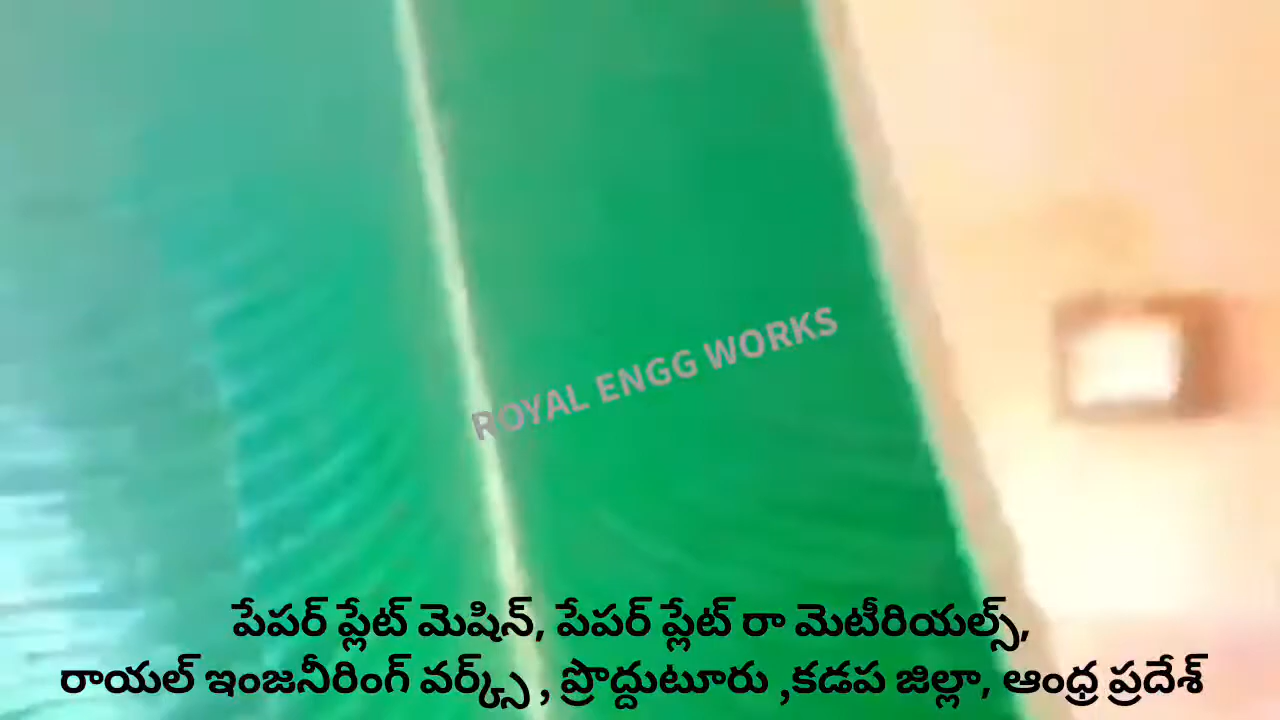 ROYAL ENGG WORKS
పేపర్ ప్లేట్ మెషిన్, పేపర్ ప్లేట్ రా మెటీరియల్స్,
రాయల్ ఇంజనీరింగ్ వర్క్స్ , ప్రొద్దుటూరు ,కడప జిల్లా, ఆంధ్ర ప్రదేశ్